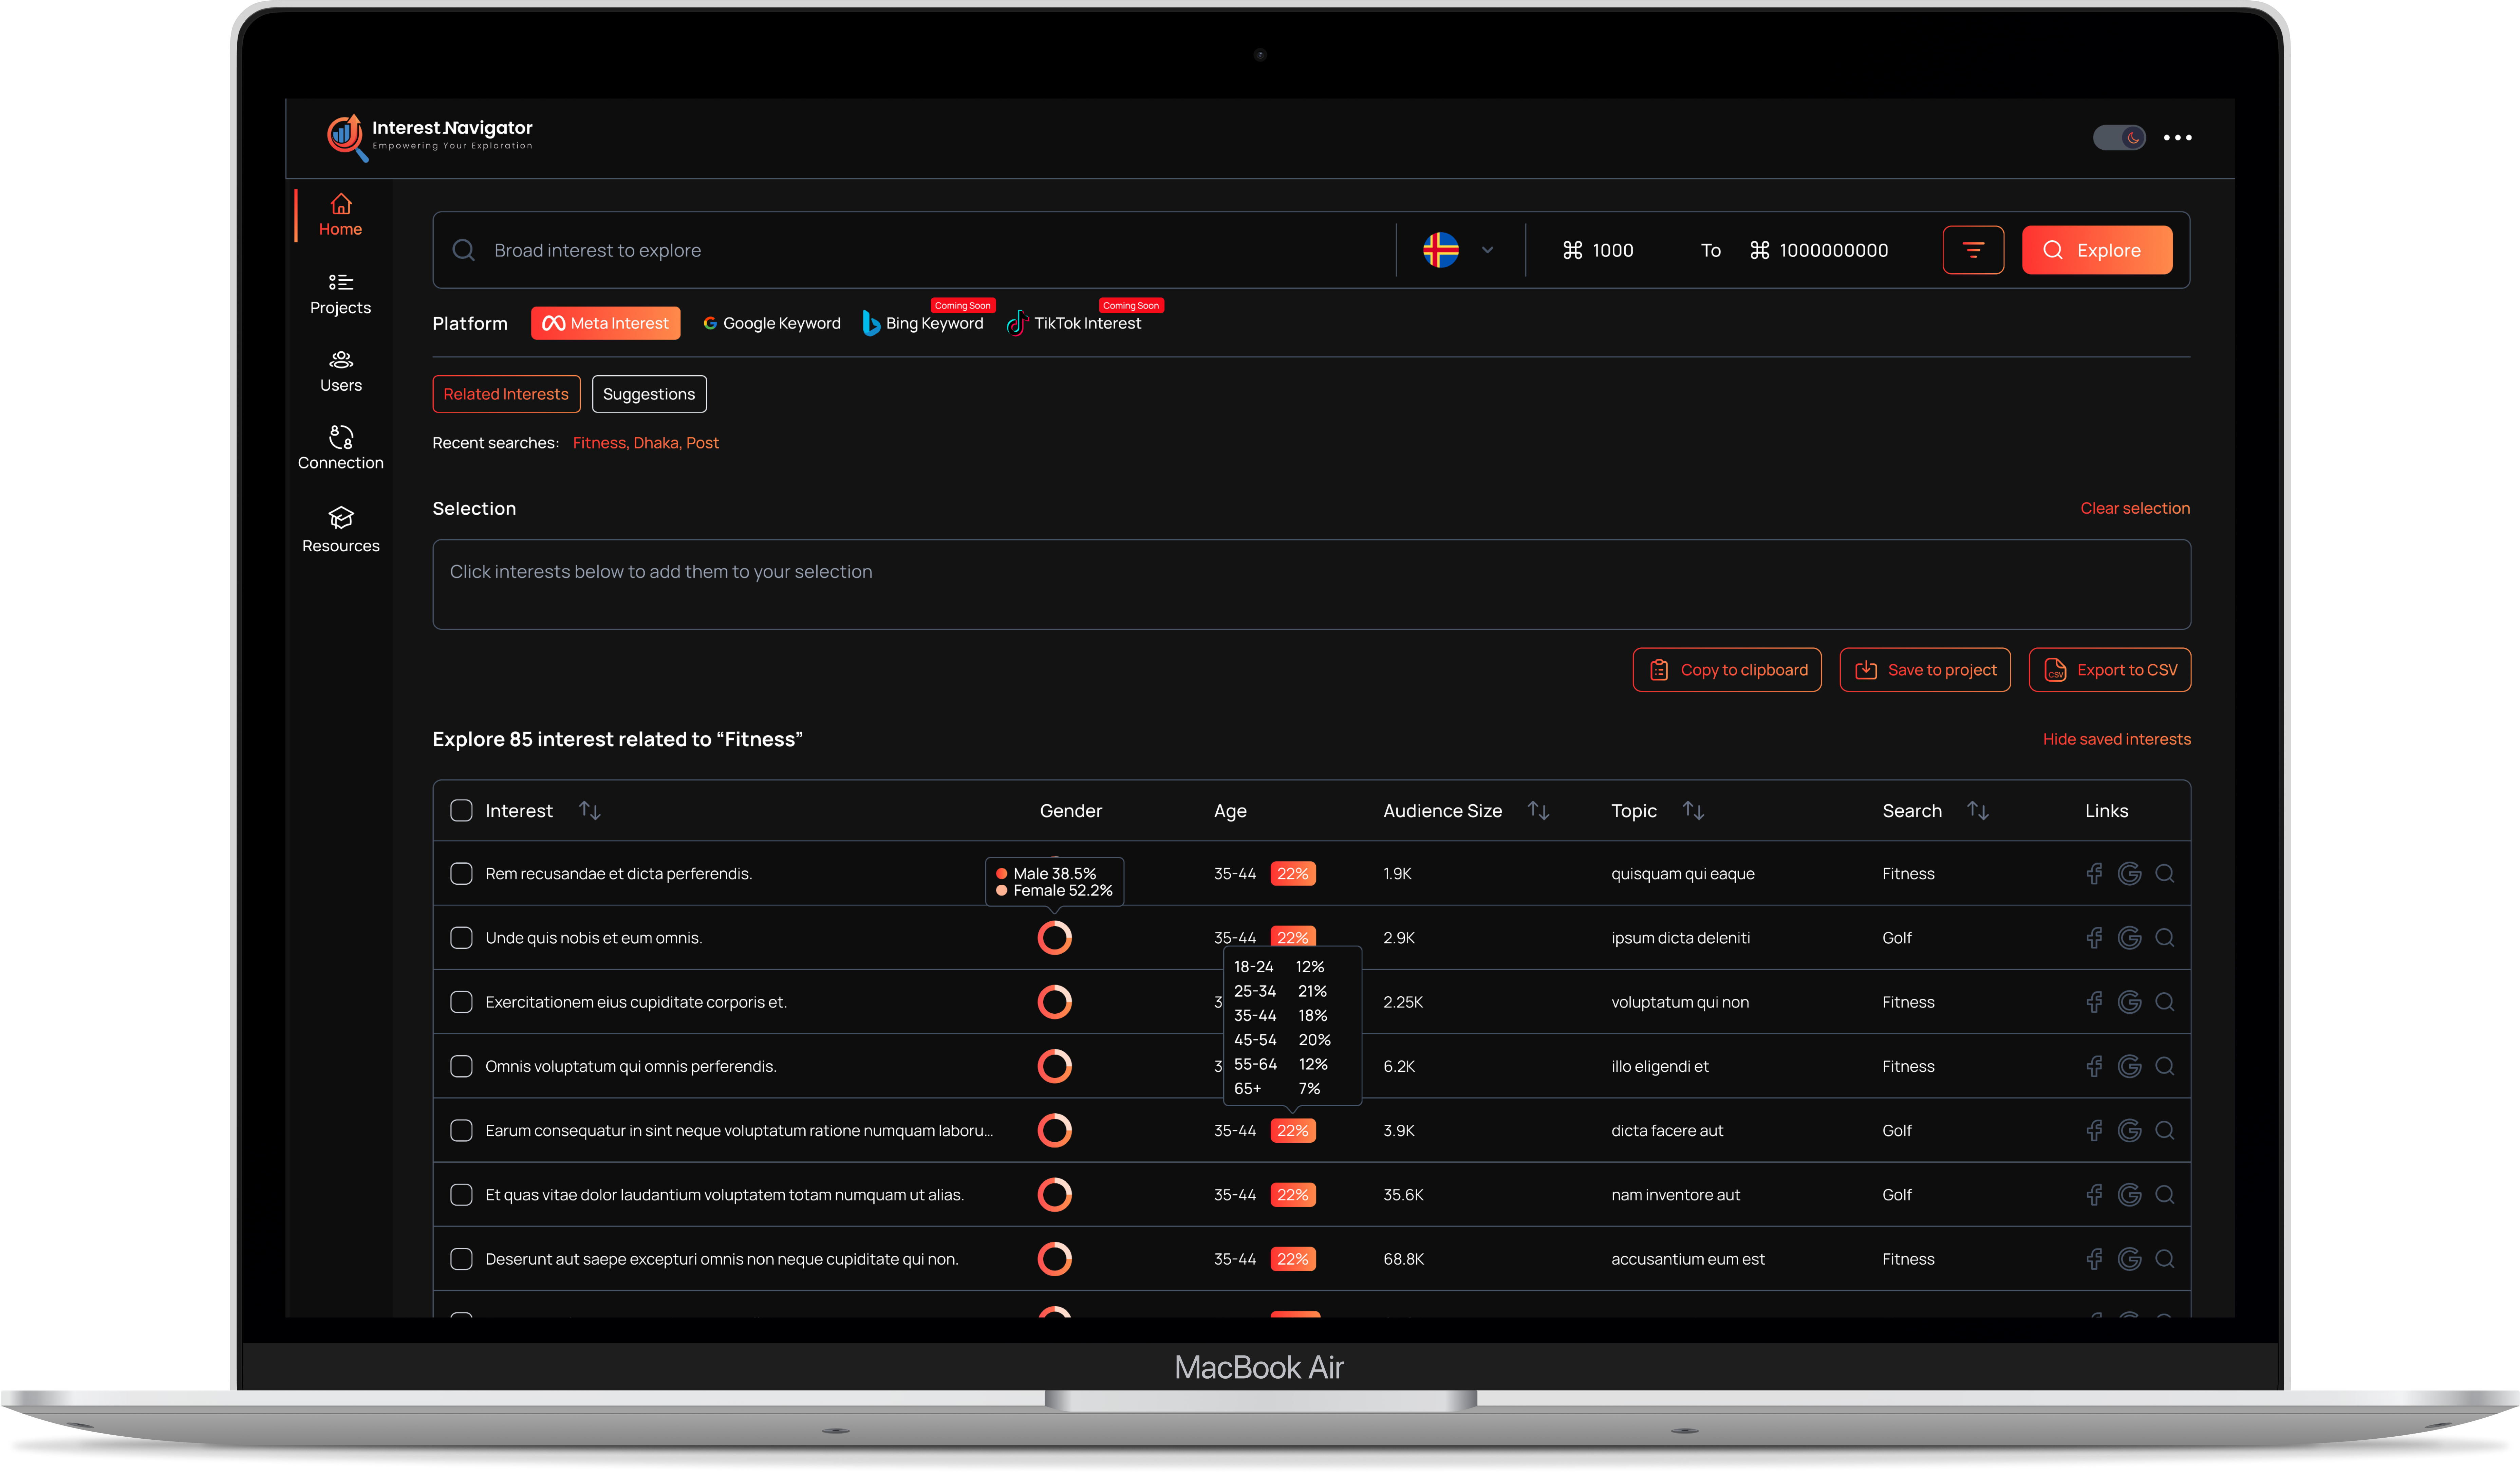 Interest Navigator
Empowering Your Exploration
Home
Projects
Users
Connection
Resources
Broad interest to explore
1000 To 1000000000
Explore
Platform Meta Interest Google Keyword Bing Keyword Coming Soon TikTok Interest Coming Soon
Related Interests Suggestions
Recent searches: Fitness, Dhaka, Post
Selection Clear selection
Click interests below to add them to your selection
Copy to clipboard Save to project CSV Export to CSV
Explore 85 interest related to “Fitness” Hide saved interests
Interest Gender Age Audience Size Topic Search Links
Rem recusandae et dicta perferendis. 35-44 22% 1.9K quisquam qui eaque Fitness
Male 38.5%
Female 52.2%
Unde quis nobis et eum omnis. 35-44 22% 2.9K ipsum dicta deleniti Golf
18-24 12%
25-34 21%
35-44 18%
45-54 20%
55-64 12%
65+ 7%
Exercitationem eius cupiditate corporis et. 3 2.25K voluptatum qui non Fitness
Omnis voluptatum qui omnis perferendis. 3 6.2K illo eligendi et Fitness
Earum consequatur in sint neque voluptatum ratione numquam laboru... 35-44 22% 3.9K dicta facere aut Golf
Et quas vitae dolor laudantium voluptatem totam numquam ut alias. 35-44 22% 35.6K nam inventore aut Golf
Deserunt aut saepe excepturi omnis non neque cupiditate qui non. 35-44 22% 68.8K accusantium eum est Fitness
MacBook Air